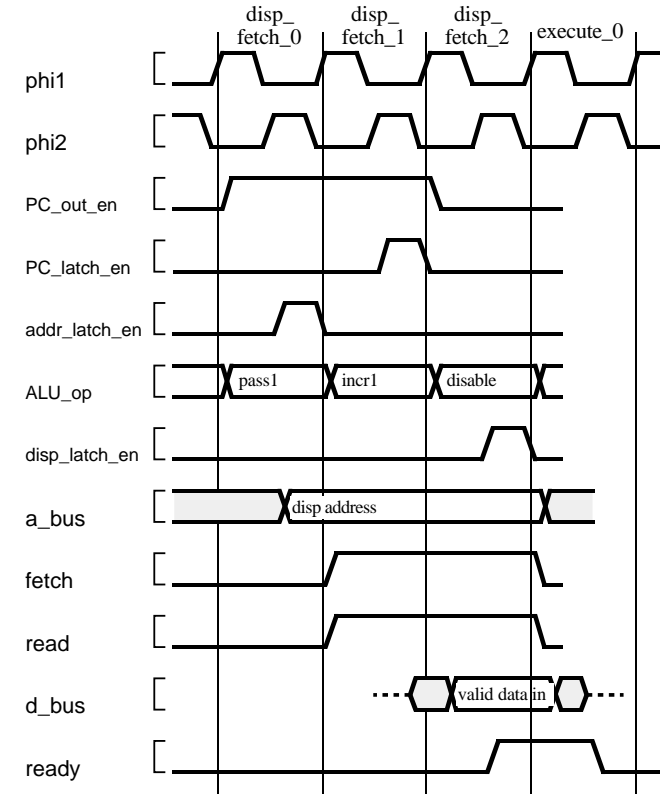 disp_ disp_ disp_
fetch_0 fetch_1 fetch_2 execute_0
phi1
phi2
PC_out_en
PC_latch_en
addr_latch_en
ALU_op pass1 incr1 disable
disp_latch_en
a_bus disp address
fetch
read
d_bus valid data in
ready